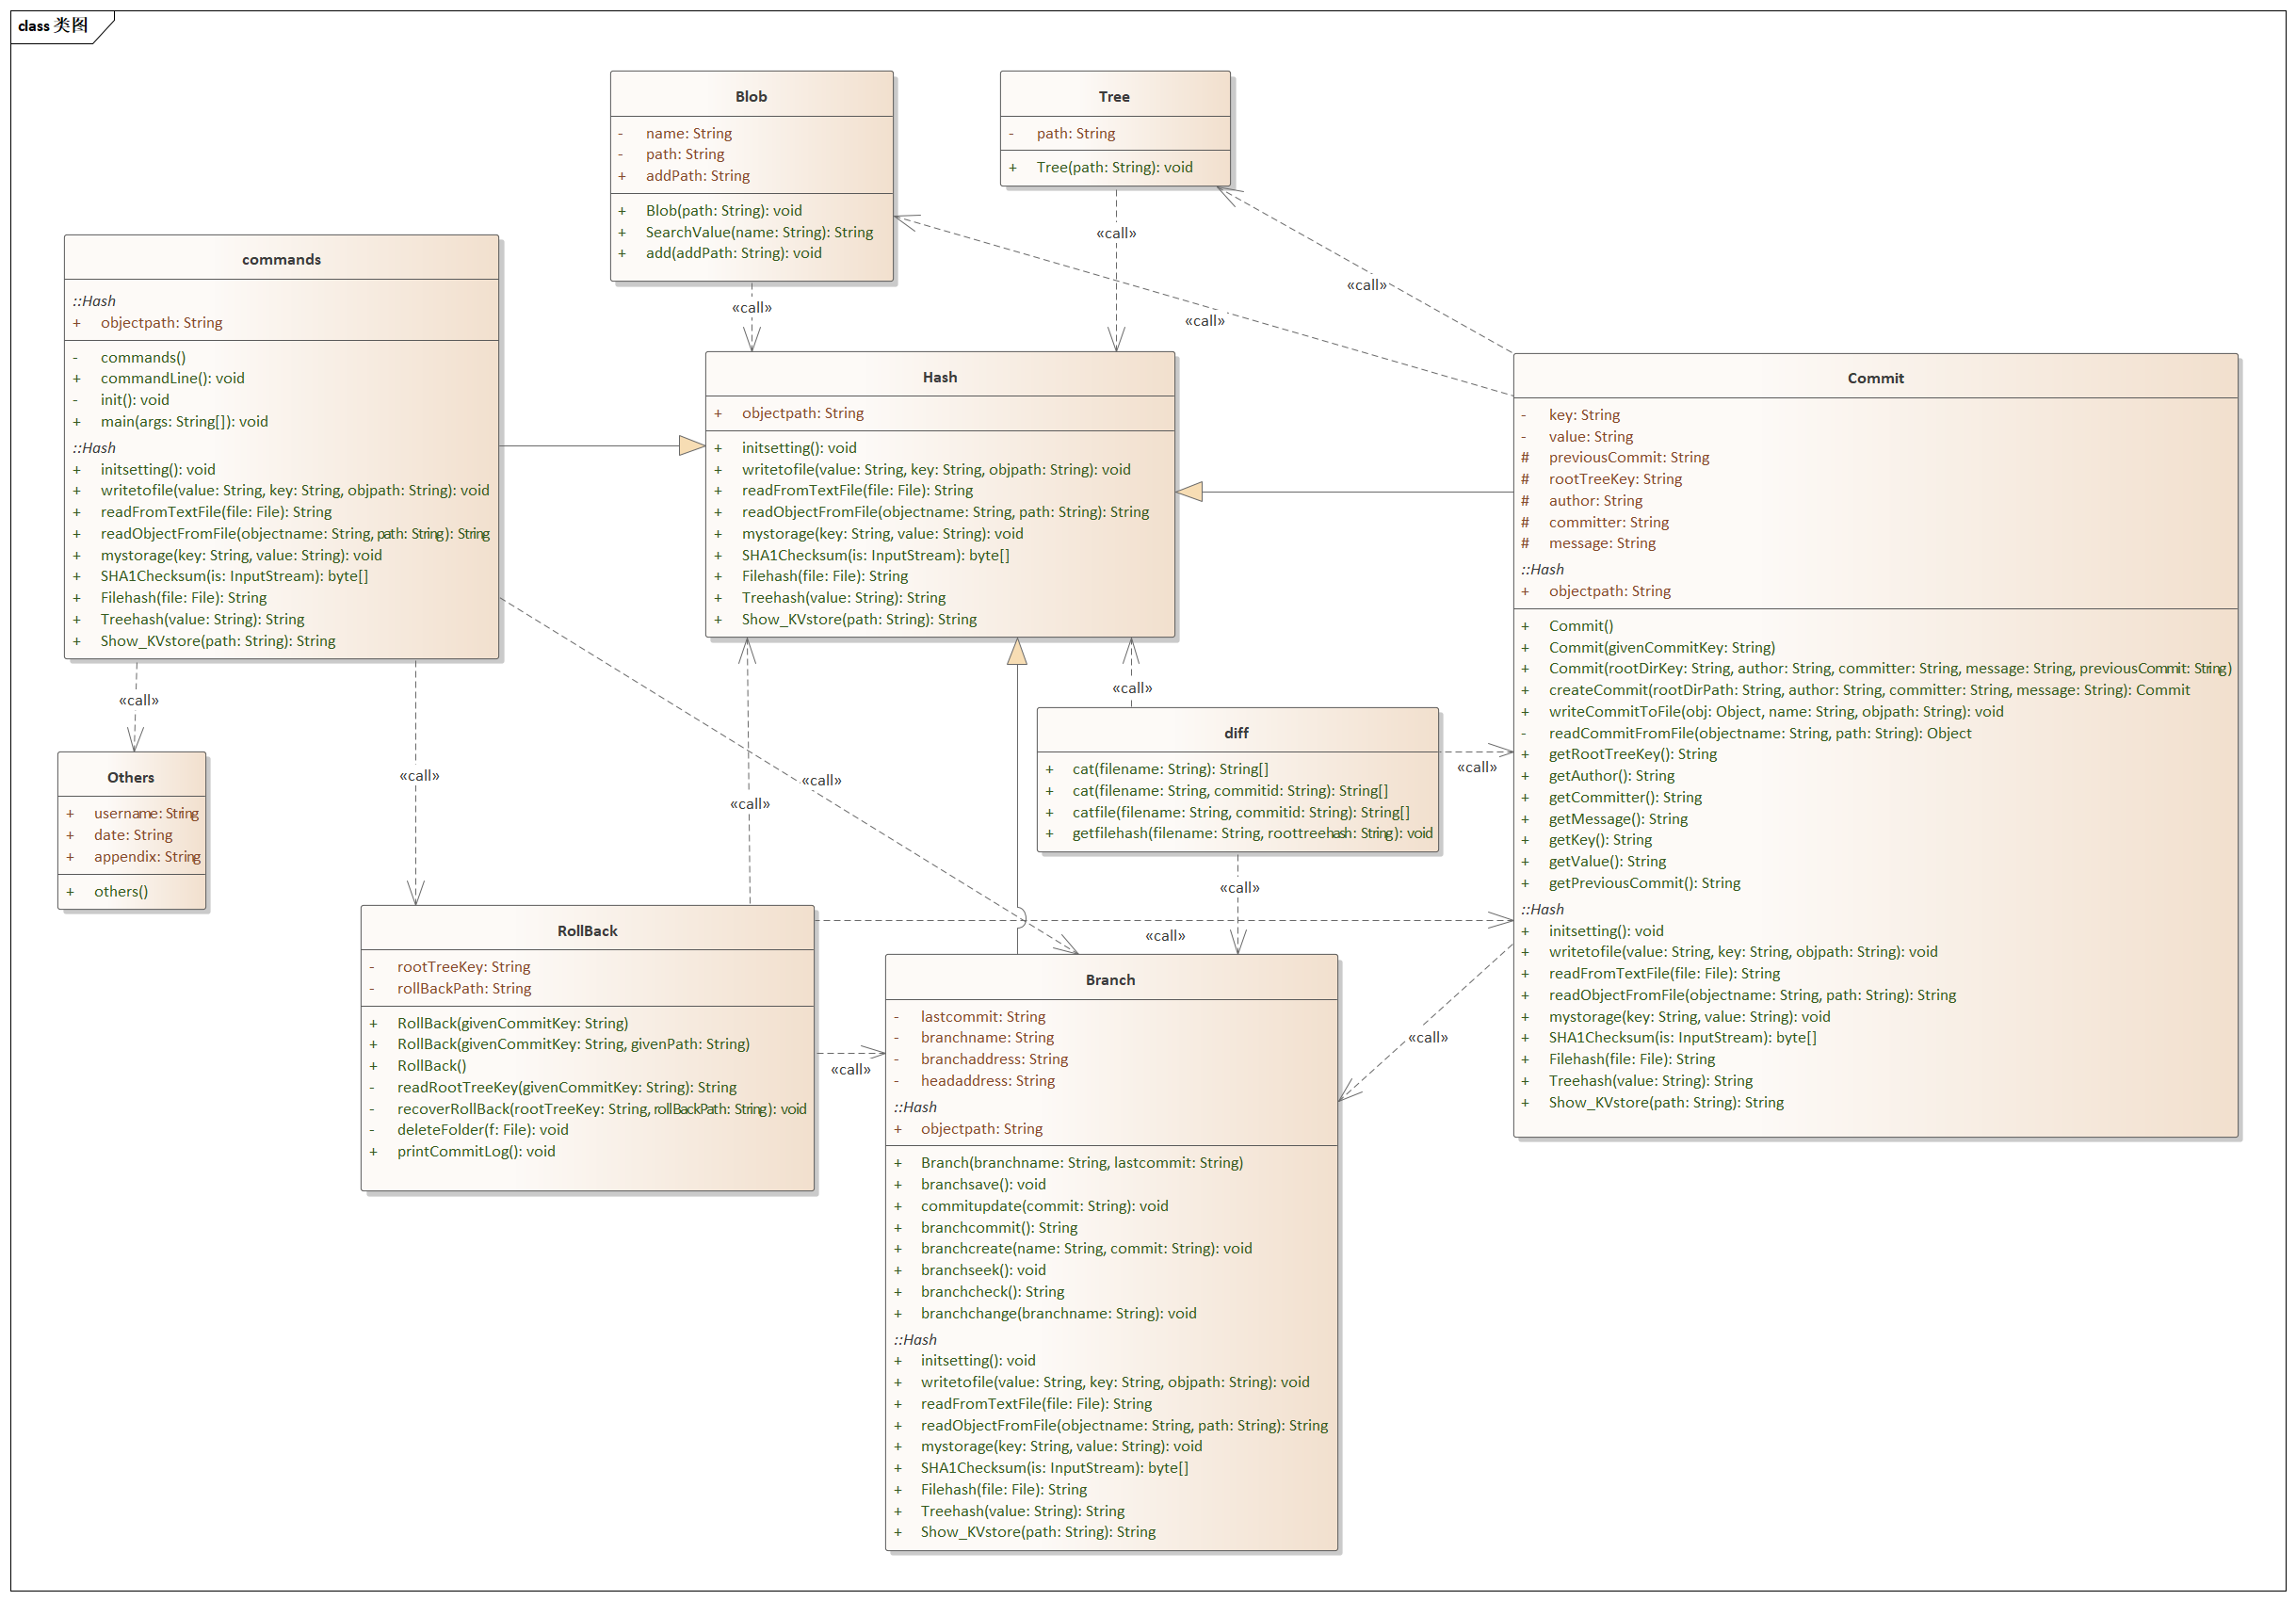 class 类图
Blob
- name: String
- path: String
+ addPath: String
+ Blob(path: String): void
+ SearchValue(name: String): String
+ add(addPath: String): void
Tree
- path: String
+ Tree(path: String): void
«call»
«call»
«call»
«call»
commands
::Hash
+ objectpath: String
- commands()
+ commandLine(): void
- init(): void
+ main(args: String[]): void
::Hash
+ initsetting(): void
+ writetofile(value: String, key: String, objpath: String): void
+ readFromTextFile(file: File): String
+ readObjectFromFile(objectname: String, path: String): String
+ mystorage(key: String, value: String): void
+ SHA1Checksum(is: InputStream): byte[]
+ Filehash(file: File): String
+ Treehash(value: String): String
+ Show_KVstore(path: String): String
Hash
+ objectpath: String
+ initsetting(): void
+ writetofile(value: String, key: String, objpath: String): void
+ readFromTextFile(file: File): String
+ readObjectFromFile(objectname: String, path: String): String
+ mystorage(key: String, value: String): void
+ SHA1Checksum(is: InputStream): byte[]
+ Filehash(file: File): String
+ Treehash(value: String): String
+ Show_KVstore(path: String): String
Commit
- key: String
- value: String
# previousCommit: String
# rootTreeKey: String
# author: String
# committer: String
# message: String
::Hash
+ objectpath: String
+ Commit()
+ Commit(givenCommitKey: String)
+ Commit(rootDirKey: String, author: String, committer: String, message: String, previousCommit: String)
+ createCommit(rootDirPath: String, author: String, committer: String, message: String): Commit
+ writeCommitToFile(obj: Object, name: String, objpath: String): void
- readCommitFromFile(objectname: String, path: String): Object
+ getRootTreeKey(): String
+ getAuthor(): String
+ getCommitter(): String
+ getMessage(): String
+ getKey(): String
+ getValue(): String
+ getPreviousCommit(): String
::Hash
+ initsetting(): void
+ writetofile(value: String, key: String, objpath: String): void
+ readFromTextFile(file: File): String
+ readObjectFromFile(objectname: String, path: String): String
+ mystorage(key: String, value: String): void
+ SHA1Checksum(is: InputStream): byte[]
+ Filehash(file: File): String
+ Treehash(value: String): String
+ Show_KVstore(path: String): String
«call»
«call»
«call»
«call»
«call»
«call»
Others
+ username: String
+ date: String
+ appendix: String
+ others()
diff
+ cat(filename: String): String[]
+ cat(filename: String, commitid: String): String[]
+ catfile(filename: String, commitid: String): String[]
+ getfilehash(filename: String, roottreehash: String): void
«call»
«call»
«call»
«call»
«call»
RollBack
- rootTreeKey: String
- rollBackPath: String
+ RollBack(givenCommitKey: String)
+ RollBack(givenCommitKey: String, givenPath: String)
+ RollBack()
- readRootTreeKey(givenCommitKey: String): String
- recoverRollBack(rootTreeKey: String, rollBackPath: String): void
- deleteFolder(f: File): void
+ printCommitLog(): void
Branch
- lastcommit: String
- branchname: String
- branchaddress: String
- headaddress: String
::Hash
+ objectpath: String
+ Branch(branchname: String, lastcommit: String)
+ branchsave(): void
+ commitupdate(commit: String): void
+ branchcommit(): String
+ branchcreate(name: String, commit: String): void
+ branchseek(): void
+ branchcheck(): String
+ branchchange(branchname: String): void
::Hash
+ initsetting(): void
+ writetofile(value: String, key: String, objpath: String): void
+ readFromTextFile(file: File): String
+ readObjectFromFile(objectname: String, path: String): String
+ mystorage(key: String, value: String): void
+ SHA1Checksum(is: InputStream): byte[]
+ Filehash(file: File): String
+ Treehash(value: String): String
+ Show_KVstore(path: String): String